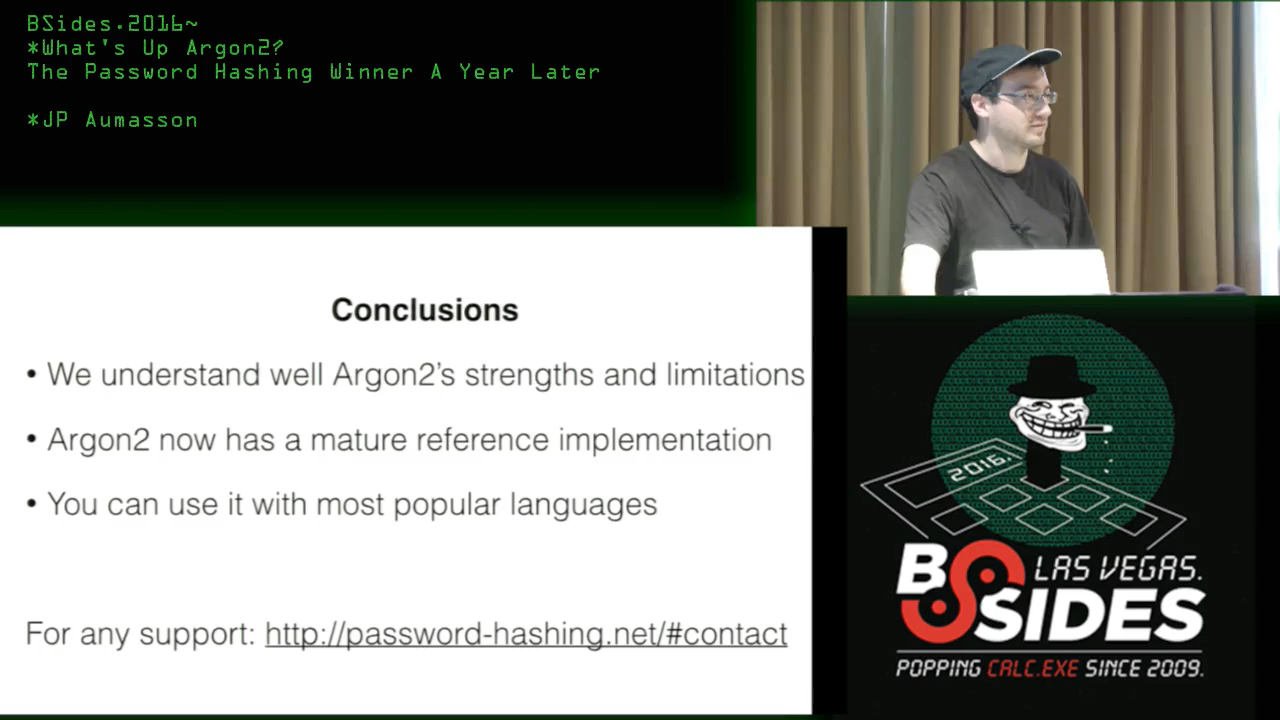 BSides.2016~
*What's Up Argon2?
The Password Hashing Winner A Year Later
*JP Aumasson
Conclusions
• We understand well Argon2's strengths and limitations
• Argon2 now has a mature reference implementation
• You can use it with most popular languages
For any support: http://password-hashing.net/#contact
2016.
BSIDES
LAS VEGAS.
POPPING CALC.EXE SINCE 2009.